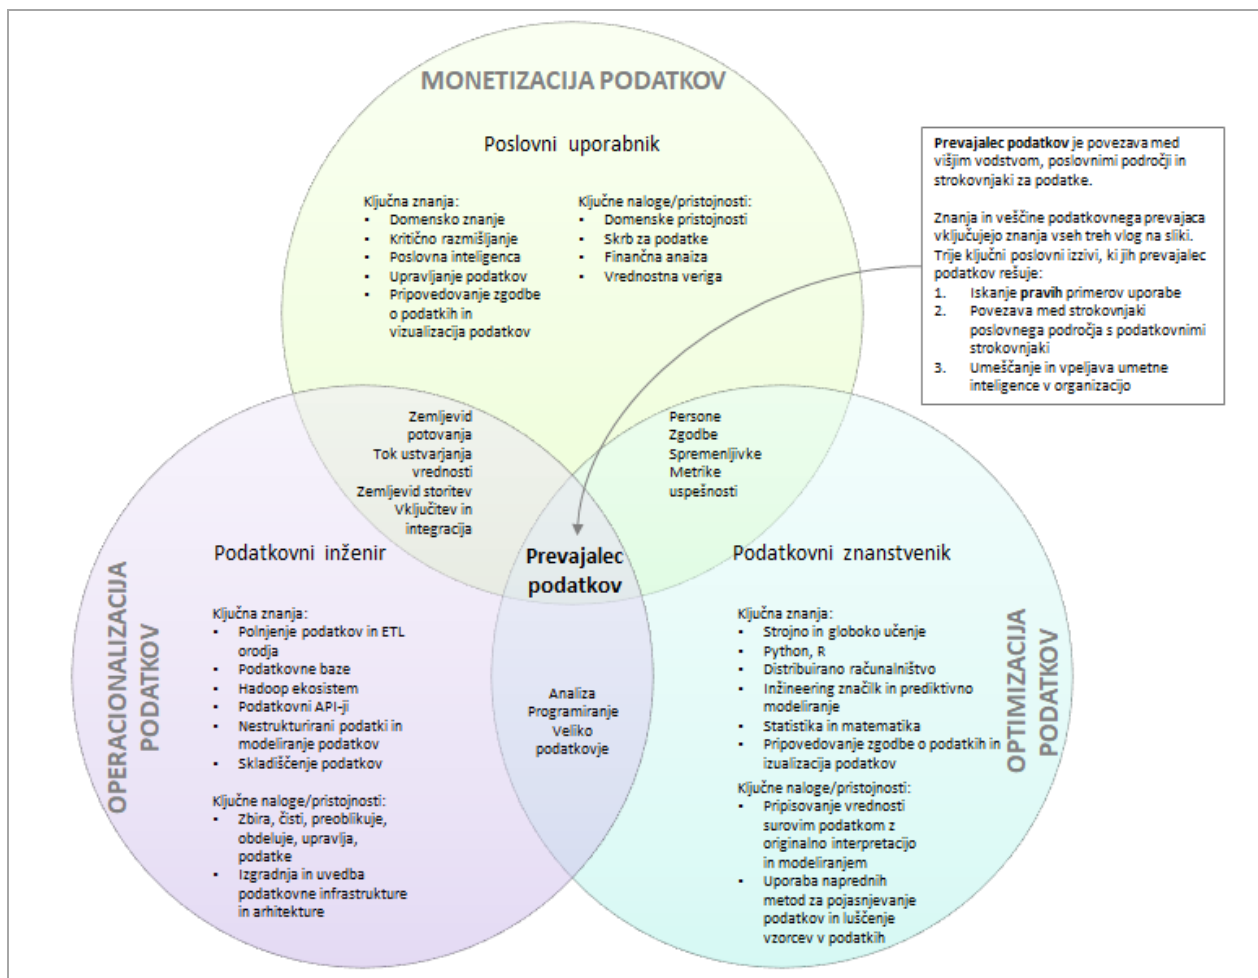 MONETIZACIJA PODATKOV
Poslovni uporabnik
Ključna znanja:
▪ Domensko znanje
▪ Kritično razmišljanje
▪ Poslovna inteligenca
▪ Upravljanje podatkov
▪ Pripovedovanje zgodbe
o podatkih in
vizualizacija podatkov
Ključne naloge/pristojnosti:
▪ Domenske pristojnosti
▪ Skrb za podatke
▪ Finančna anaiza
▪ Vrednostna veriga
Prevajalec podatkov je povezava med
višjim vodstvom, poslovnimi področji in
strokovnjaki za podatke.
Znanja in veščine podatkovnega prevajaca
vključujejo znanja vseh treh vlog na sliki.
Trije ključni poslovni izzivi, ki jih prevajalec
podatkov rešuje:
1. Iskanje pravih primerov uporabe
2. Povezava med strokovnjaki
poslovnega področja s podatkovnimi
strokovnjaki
3. Umeščanje in vpeljava umetne
inteligence v organizacijo
Zemljevid
potovanja
Tok ustvarjanja
vrednosti
Zemljevid storitev
Vključitev in
integracija
Persone
Zgodbe
Spremenljivke
Metrike
uspešnosti
Prevajalec
podatkov
OPERACIONALIZACIJA
PODATKOV
Podatkovni inženir
Ključna znanja:
▪ Polnjenje podatkov in ETL
orodja
▪ Podatkovne baze
▪ Hadoop ekosistem
▪ Podatkovni API-ji
▪ Nestrukturirani podatki in
modeliranje podatkov
▪ Skladiščenje podatkov
Ključne naloge/pristojnosti:
▪ Zbira, čisti, preoblikuje,
obdeluje, upravlja,
podatke
▪ Izgradnja in uvedba
podatkovne infrastrukture
in arhitekture
Analiza
Programiranje
Veliko
podatkovje
Podatkovni znanstvenik
Ključna znanja:
▪ Strojno in globoko učenje
▪ Python, R
▪ Distribuirano računalništvo
▪ Inžineering značilk in prediktivno
modeliranje
▪ Statistika in matematika
▪ Pripovedovanje zgodbe o podatkih in
izualizacija podatkov
Ključne naloge/pristojnosti:
▪ Pripisovanje vrednosti
surovim podatkom z
originalno interpretacijo
in modeliranjem
▪ Uporaba naprednih
metod za pojasnjevanje
podatkov in luščenje
vzorcev v podatkih
OPTIMIZACIJA
PODATKOV